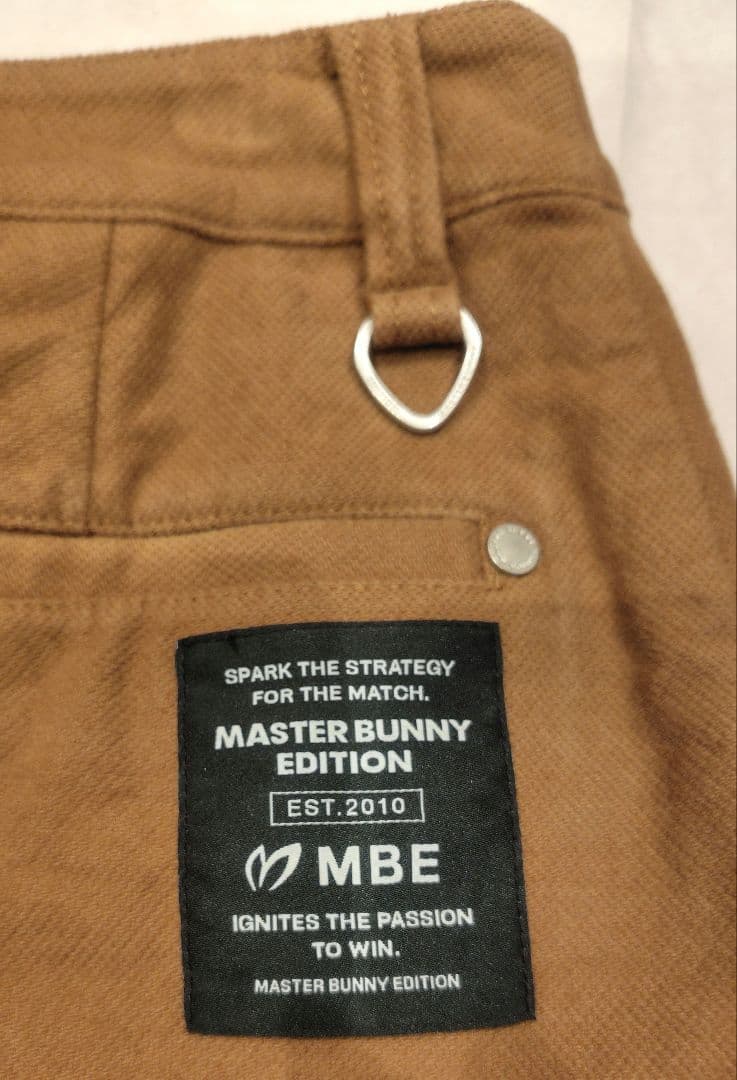 SPARK THE STRATEGY
FOR THE MATCH.
MASTER BUNNY
EDITION
EST.2010
MBE
IGNITES THE PASSION
TO WIN.
MASTER BUNNY EDITION